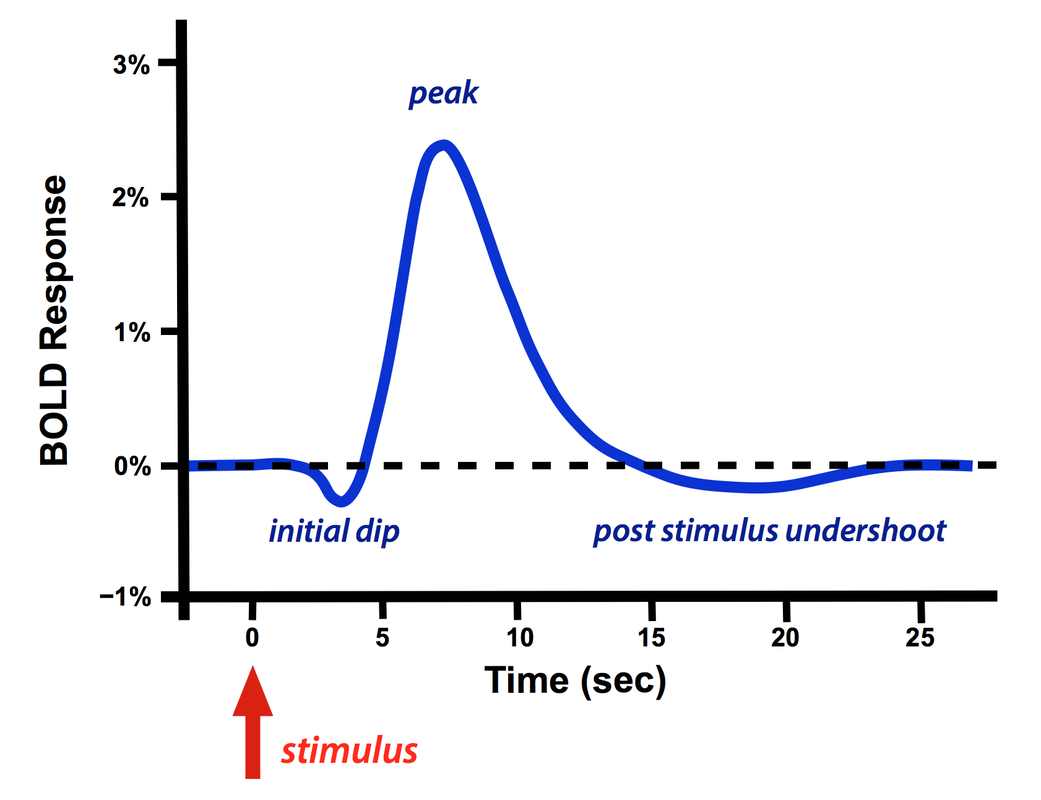 3%
peak
2%
BOLD Response
1%
0%
initial dip
post stimulus undershoot
−1%
0 5 10 15 20 25
Time (sec)
stimulus